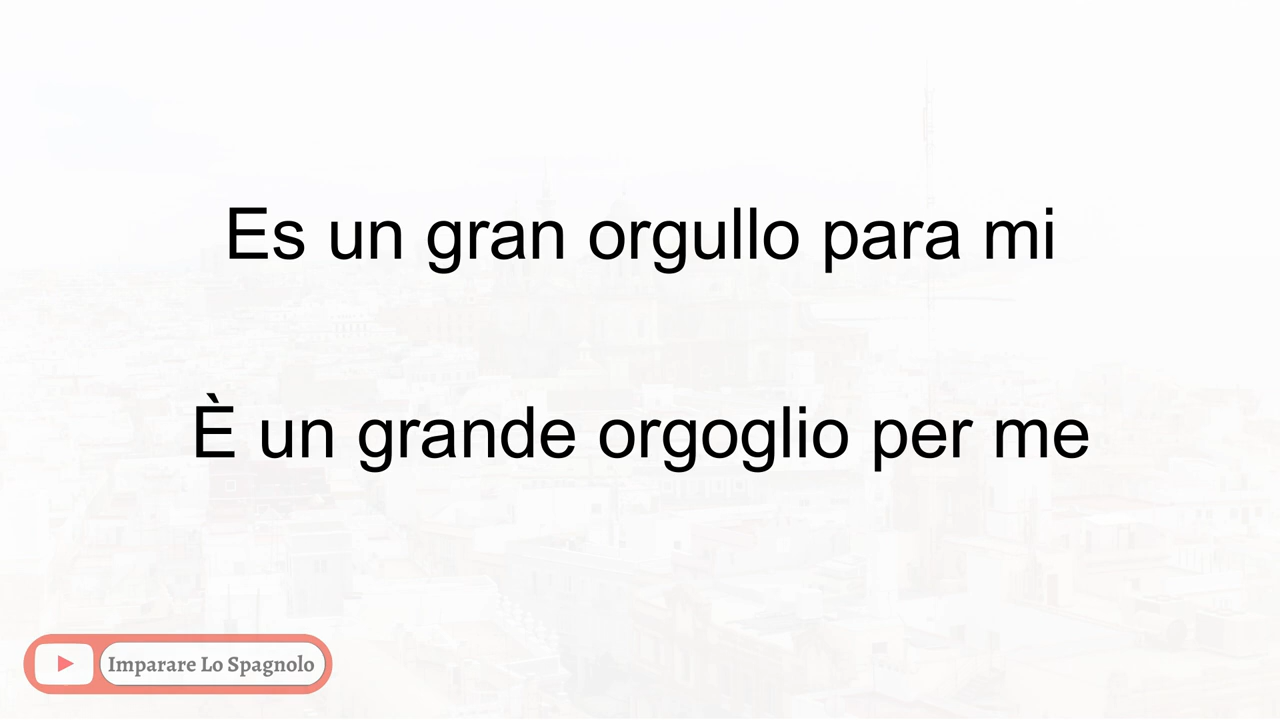 Es un gran orgullo para mi
È un grande orgoglio per me
Imparare Lo Spagnolo